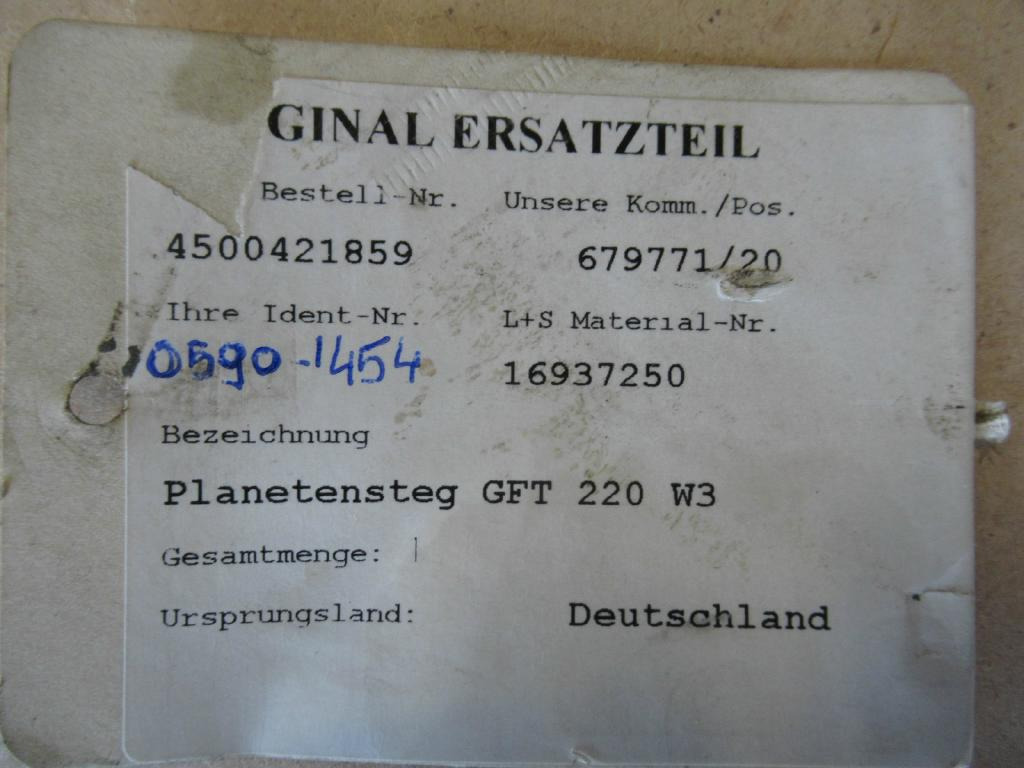 GINAL ERSATZTEIL
Bestell-Nr. Unsere Komm./Pos.
4500421859 679771/20
Ihre Ident-Nr. L+S Material-Nr.
0590-1454 16937250
Bezeichnung
Planetensteg GFT 220 W3
Gesamtmenge: 1
Ursprungsland: Deutschland